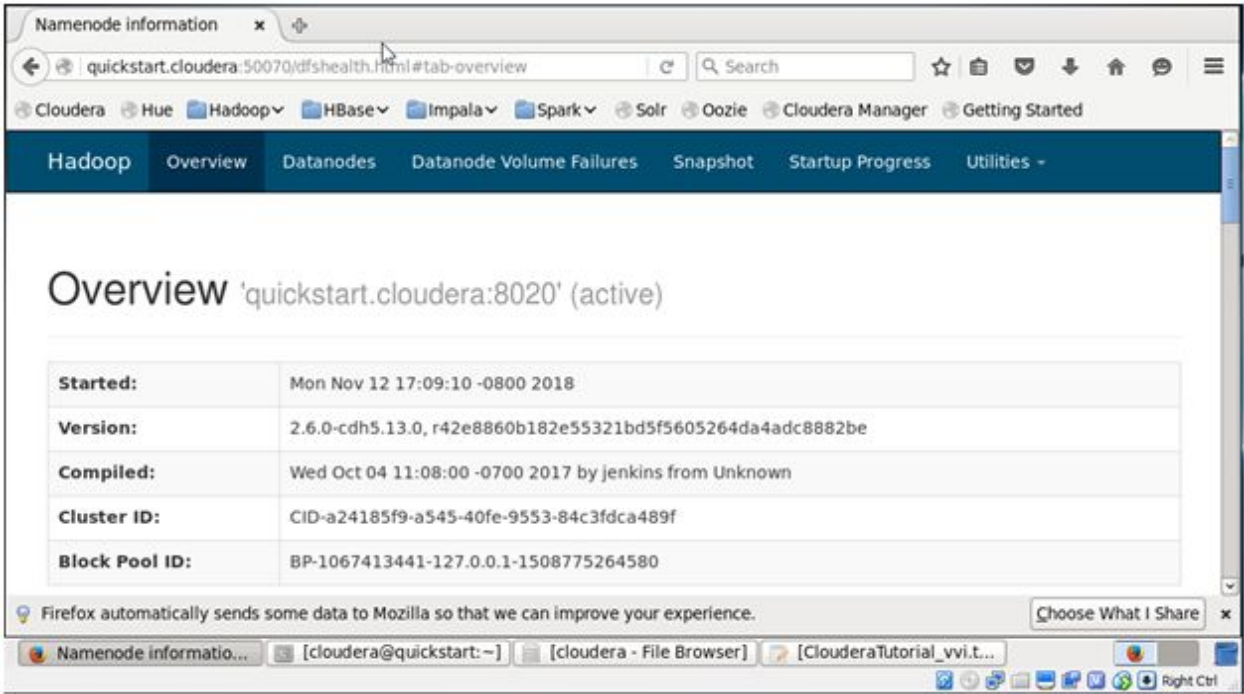 Namenode information
quickstart.cloudera:50070/dfshealth.html#tab-overview Search
Cloudera Hue Hadoop HBase Impala Spark Solr Oozie Cloudera Manager Getting Started
Hadoop Overview Datanodes Datanode Volume Failures Snapshot Startup Progress Utilities
Overview 'quickstart.cloudera:8020' (active)
Started: Mon Nov 12 17:09:10 -0800 2018
Version: 2.6.0-cdh5.13.0, r42e8860b182e55321bd5f5605264da4adc8882be
Compiled: Wed Oct 04 11:08:00 -0700 2017 by jenkins from Unknown
Cluster ID: CID-a24185f9-a545-40fe-9553-84c3fdca489f
Block Pool ID: BP-1067413441-127.0.0.1-1508775264580
Firefox automatically sends some data to Mozilla so that we can improve your experience. Choose What I Share
Namenode informatio... [cloudera@quickstart:~] [cloudera - File Browser] [ClouderaTutorial_vvi.t...
Right Ctrl